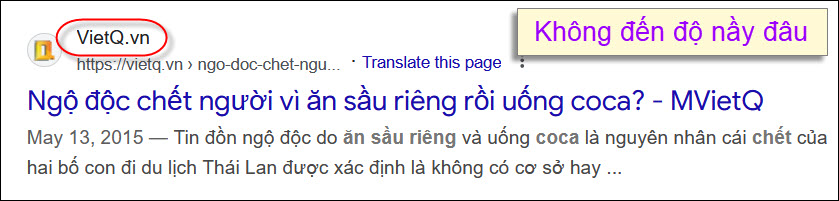 VietQ.vn
Không đến độ nầy đâu
https://vietq.vn › ngo-doc-chet-ngu... · Translate this page
Ngộ độc chết người vì ăn sầu riêng rồi uống coca? - MVietQ
May 13, 2015 — Tin đồn ngộ độc do ăn sầu riêng và uống coca là nguyên nhân cái chết của
hai bố con đi du lịch Thái Lan được xác định là không có cơ sở hay ...